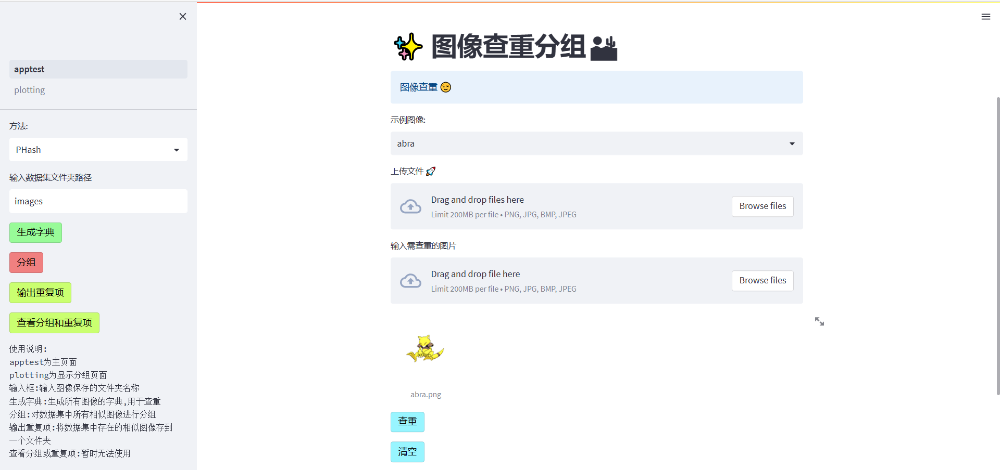 apptest
plotting
方法:
PHash
输入数据集文件夹路径
images
生成字典
分组
输出重复项
查看分组和重复项
使用说明:
apptest为主页面
plotting为显示分组页面
输入框:输入图像保存的文件夹名称
生成字典:生成所有图像的字典,用于查重
分组:对数据集中所有相似图像进行分组
输出重复项:将数据集中存在的相似图像存到
一个文件夹
查看分组或重复项:暂时无法使用
✨ 图像查重分组🏜
图像查重 😉
示例图像:
abra
上传文件 🚀
Drag and drop files here
Limit 200MB per file • PNG, JPG, BMP, JPEG
Browse files
输入需查重的图片
Drag and drop file here
Limit 200MB per file • PNG, JPG, BMP, JPEG
Browse files
abra.png
查重
清空